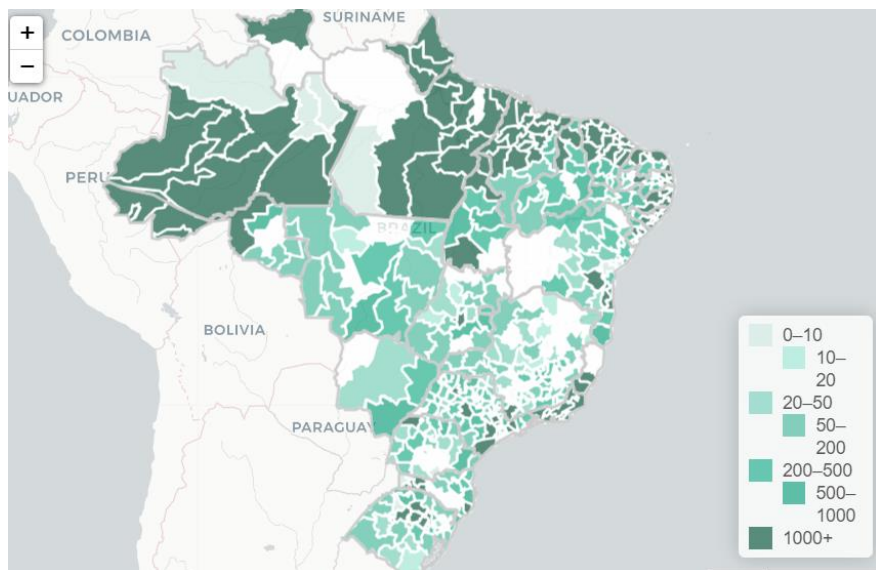 SURINAME
+
COLOMBIA
−
UADOR
PERU
BRAZIL
BOLIVIA
PARAGUAY
0–10
10–
20
20–50
50–
200
200–500
500–
1000
1000+